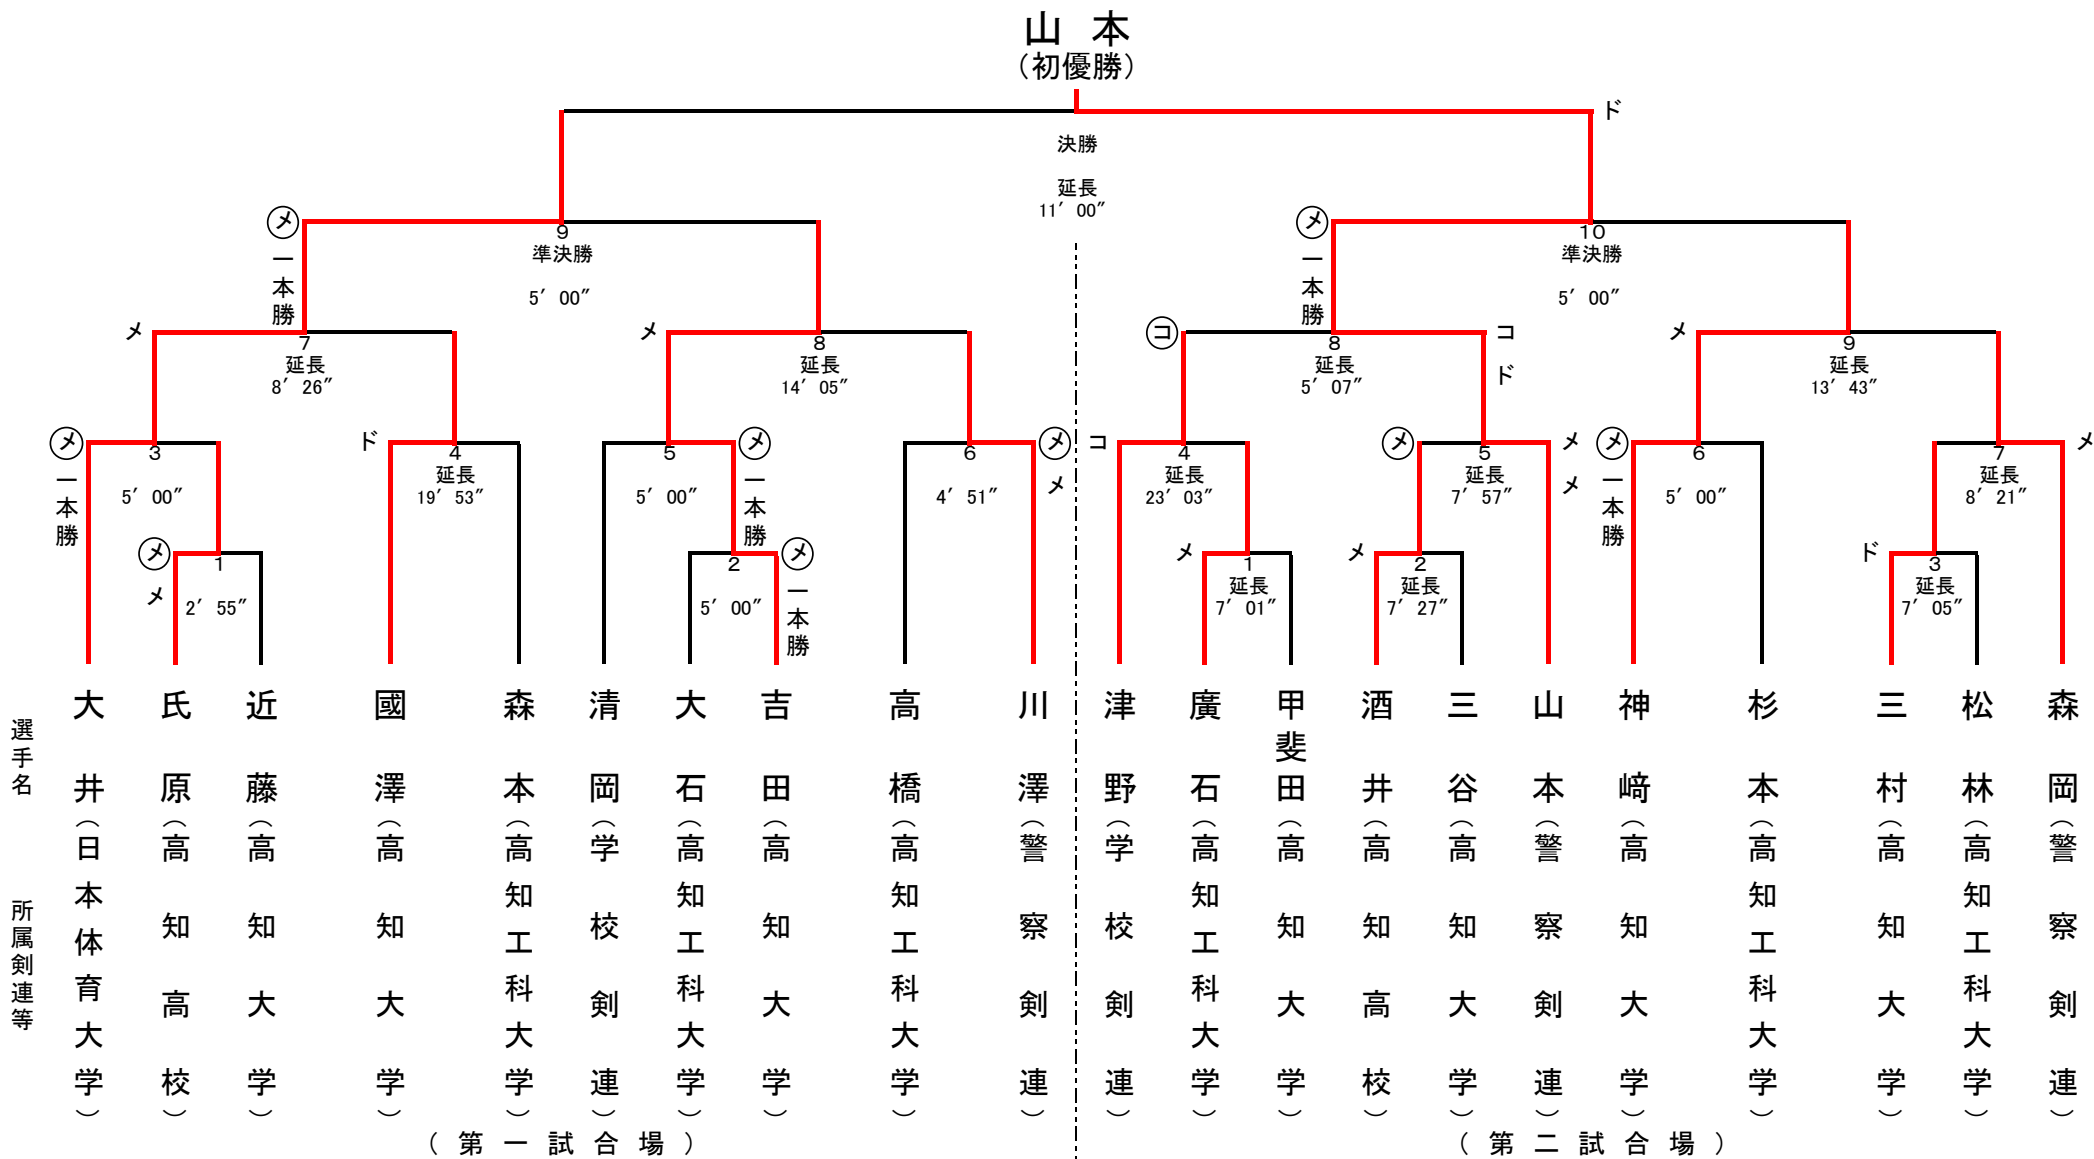 山 本
(初優勝)
ド
決勝
延長
11′ 00″
㋱
一本勝
9
準決勝
5′ 00″
㋱
一本勝
10
準決勝
5′ 00″
メ
7
延長
8′ 26″
メ
8
延長
14′ 05″
㋙
8
延長
5′ 07″
コ
ド
メ
9
延長
13′ 43″
㋱
一本勝
3
5′ 00″
ド
4
延長
19′ 53″
5
5′ 00″
㋱
一本勝
6
4′ 51″
㋱
メ
コ
4
延長
23′ 03″
㋱
5
延長
7′ 57″
メ
メ
㋱
一本勝
6
5′ 00″
7
延長
8′ 21″
メ
㋱
メ
1
2′ 55″
2
5′ 00″
㋱
一本勝
メ
1
延長
7′ 01″
メ
2
延長
7′ 27″
ド
3
延長
7′ 05″
選手名
所属剣連等
大井(日本体育大学)
氏原(高知高校)
近藤(高知大学)
國澤(高知大学)
森本(高知工科大学)
清岡(学校剣連)
大石(高知工科大学)
吉田(高知大学)
高橋(高知工科大学)
川澤(警察剣連)
津野(学校剣連)
廣石(高知工科大学)
甲斐田(高知大学)
酒井(高知高校)
三谷(高知大学)
山本(警察剣連)
神﨑(高知大学)
杉本(高知工科大学)
三村(高知大学)
松林(高知工科大学)
森岡(警察剣連)
( 第 一 試 合 場 )
( 第 二 試 合 場 )